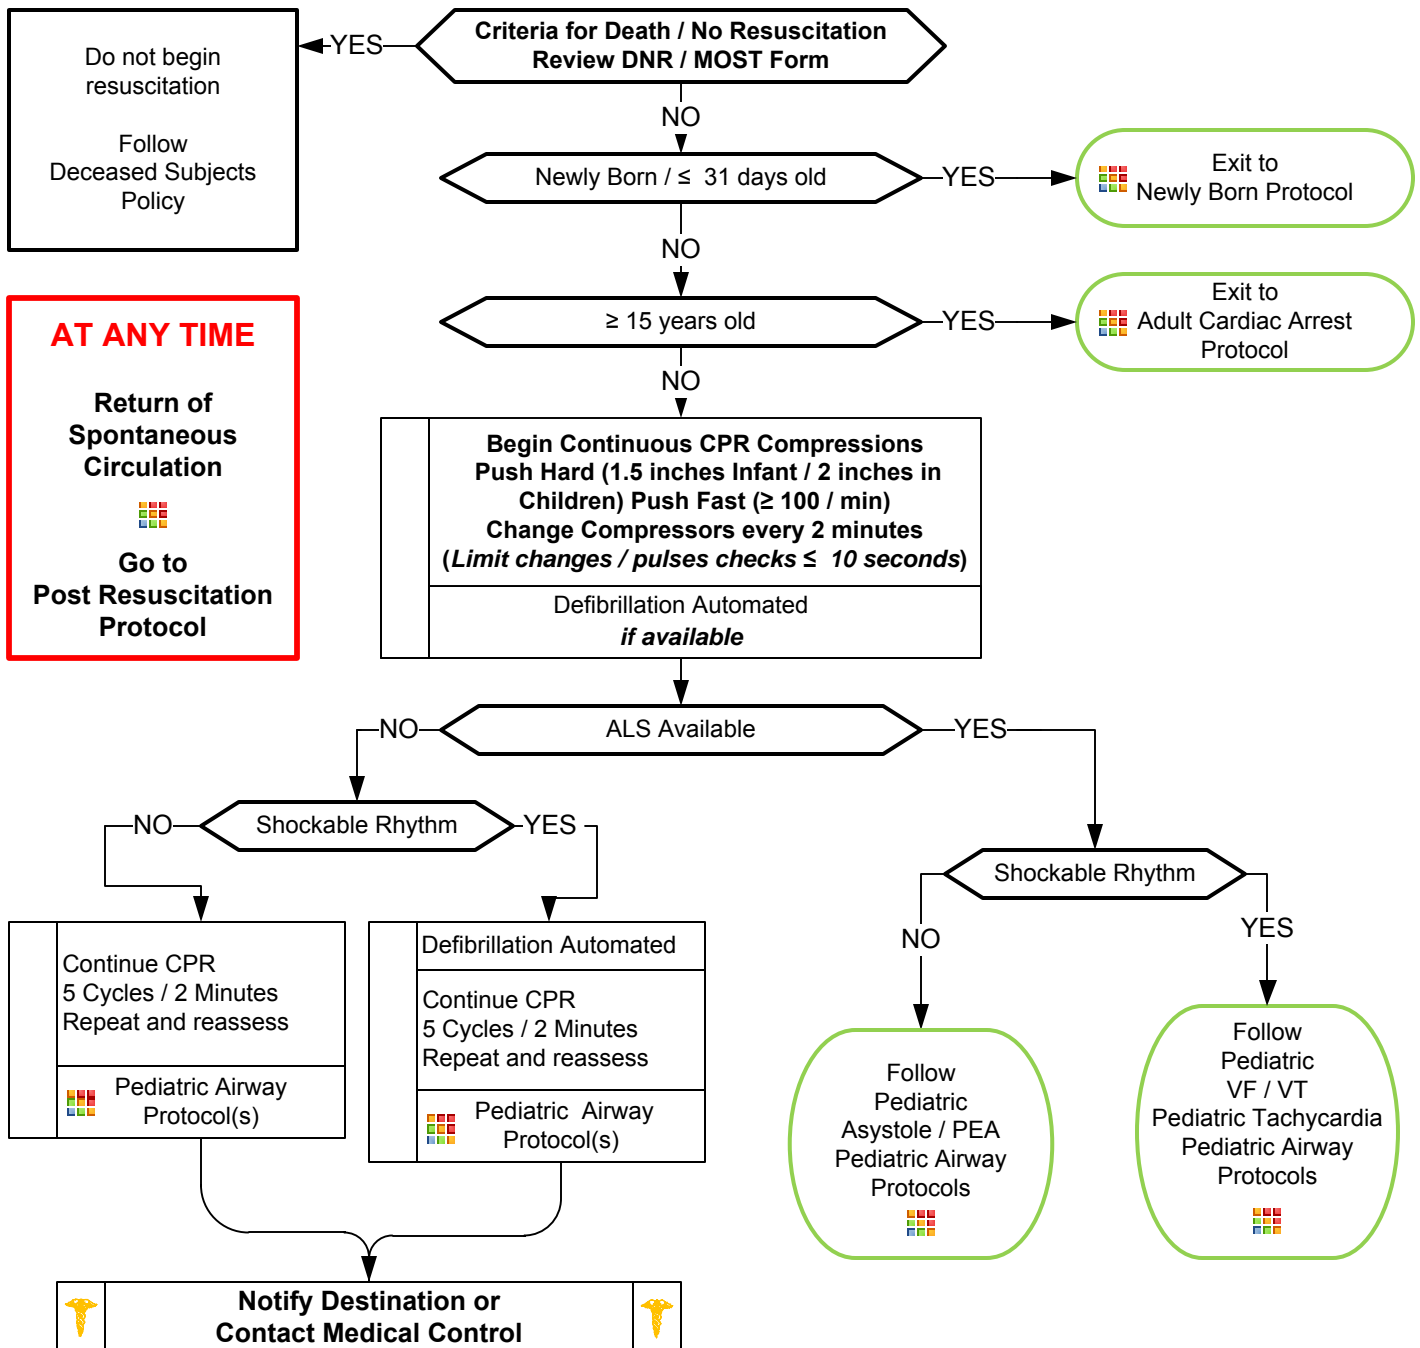 Criteria for Death / No Resuscitation
Review DNR / MOST Form
YES
Do not begin
resuscitation
Follow
Deceased Subjects
Policy
NO
Newly Born / ≤ 31 days old
YES
Exit to
Newly Born Protocol
NO
≥ 15 years old
YES
Exit to
Adult Cardiac Arrest
Protocol
NO
AT ANY TIME
Return of
Spontaneous
Circulation
Go to
Post Resuscitation
Protocol
Begin Continuous CPR Compressions
Push Hard (1.5 inches Infant / 2 inches in
Children) Push Fast (≥ 100 / min)
Change Compressors every 2 minutes
(Limit changes / pulses checks ≤ 10 seconds)
Defibrillation Automated
if available
ALS Available
NO
YES
Shockable Rhythm
NO
YES
Continue CPR
5 Cycles / 2 Minutes
Repeat and reassess
Pediatric Airway
Protocol(s)
Defibrillation Automated
Continue CPR
5 Cycles / 2 Minutes
Repeat and reassess
Pediatric Airway
Protocol(s)
Shockable Rhythm
NO
YES
Follow
Pediatric
Asystole / PEA
Pediatric Airway
Protocols
Follow
Pediatric
VF / VT
Pediatric Tachycardia
Pediatric Airway
Protocols
Notify Destination or
Contact Medical Control